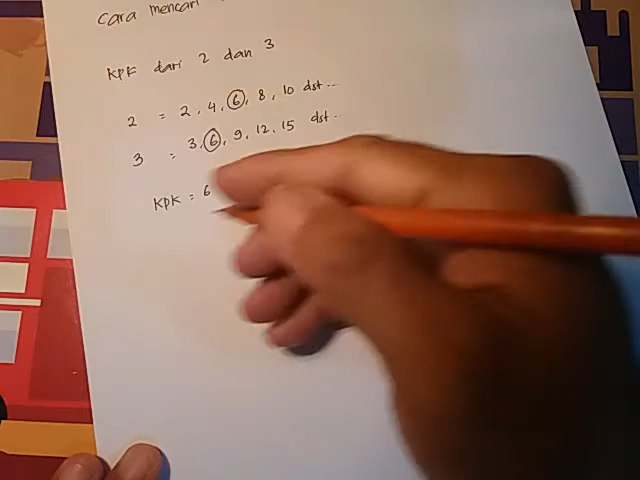 Cara mencari
KPK dari 2 dan 3
2 = 2, 4, 6, 8, 10 dst...
3 = 3, 6, 9, 12, 15 dst...
KPK = 6